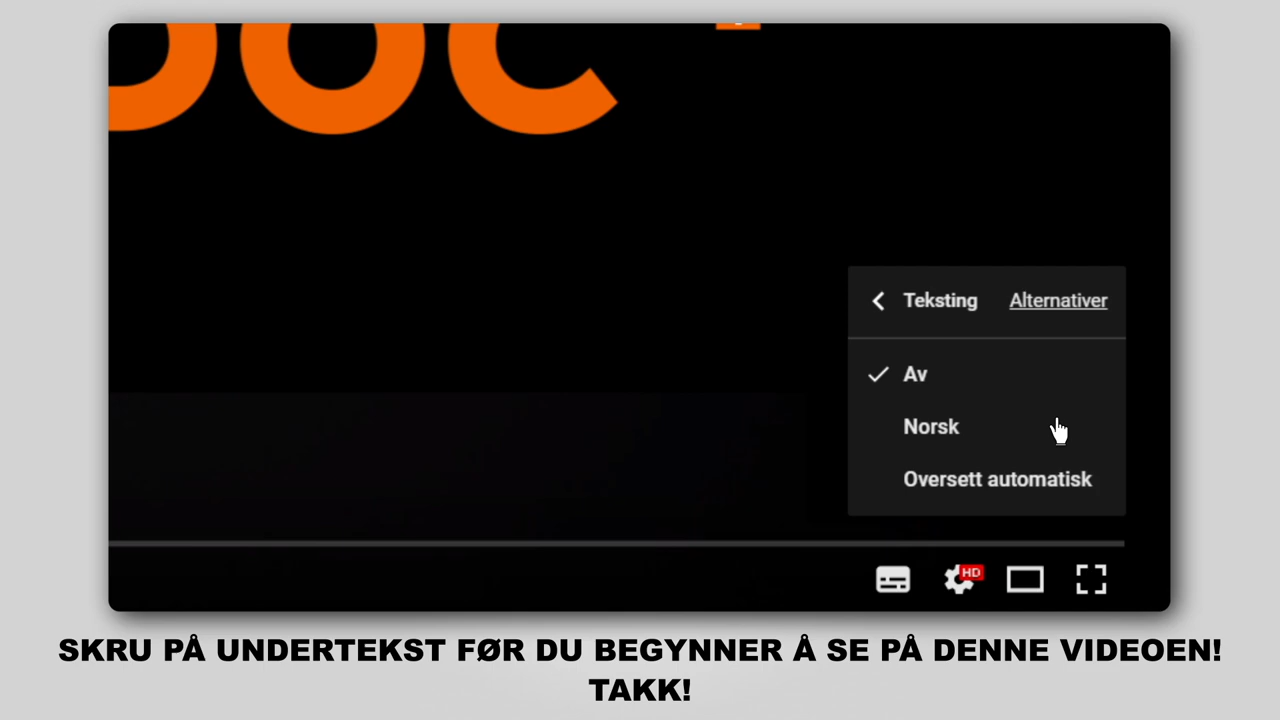 Teksting Alternativer
Av
Norsk
Oversett automatisk
HD
SKRU PÅ UNDERTEKST FØR DU BEGYNNER Å SE PÅ DENNE VIDEOEN!
TAKK!